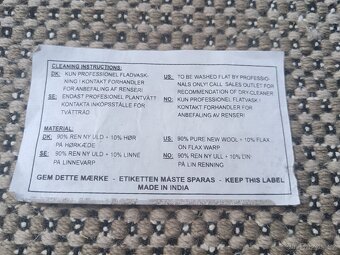 CLEANING INSTRUCTIONS:
DK: KUN PROFESSIONEL FLADVASK-
NING I KONTAKT FORHANDLER
FOR ANBEFALING AF RENSERI
SE: ENDAST PROFESIONEL PLANTVÄTT
KONTAKTA INKÖPSSTÄLLE FÖR
TVÄTTRÅD
US: TO BE WASHED FLAT BY PROFESSIO-
NALS ONLY! CALL SALES OUTLET FOR
RECOMMENDATION OF DRY-CLEANER
NO: KUN PROFESIONEL FLATVASK-
I KONTAKT FORHANDLER FOR
ANBEFALING AV RENSERI
MATERIAL:
DK: 90% REN NY ULD + 10% HØR
PÅ HØRKÆDE
SE: 90% REN NY ULD + 10% LINNE
PÅ LINNEVARP
US: 90% PURE NEW WOOL + 10% FLAX
ON FLAX WARP
NO: 90% REN NY ULL + 10% LIN
PÅ LIN RENNING
GEM DETTE MÆRKE - ETIKETTEN MÅSTE SPARAS - KEEP THIS LABEL
MADE IN INDIA